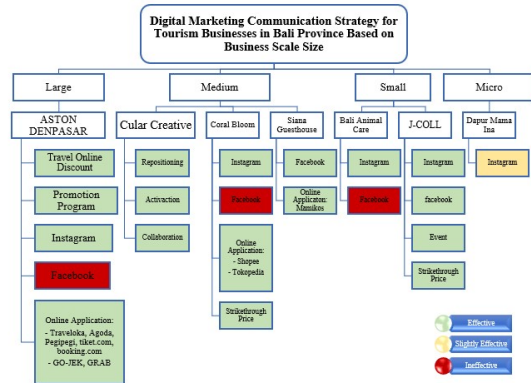 Digital Marketing Communication Strategy for
Tourism Businesses in Bali Province Based on
Business Scale Size
Large
Medium
Small
Micro
ASTON
DENPASAR
Cular Creative
Coral Bloom
Siana
Guesthouse
Bali Animal
Care
J-COLL
Dapur Mama
Ina
Travel Online
Discount
Promotion
Program
Instagram
Facebook
Online Application:
- Traveloka, Agoda,
Pegipegi, tiket.com,
booking.com
- GO-JEK, GRAB
Repositioning
Activaction
Collaboration
Instagram
Facebook
Online
Application:
- Shopee
- Tokopedia
Strikethrough
Price
Facebook
Online
Applicaton:
Mamikos
Instagram
Facebook
Instagram
facebook
Event
Strikethrough
Price
Instagram
Effective
Slightly Effective
Ineffective